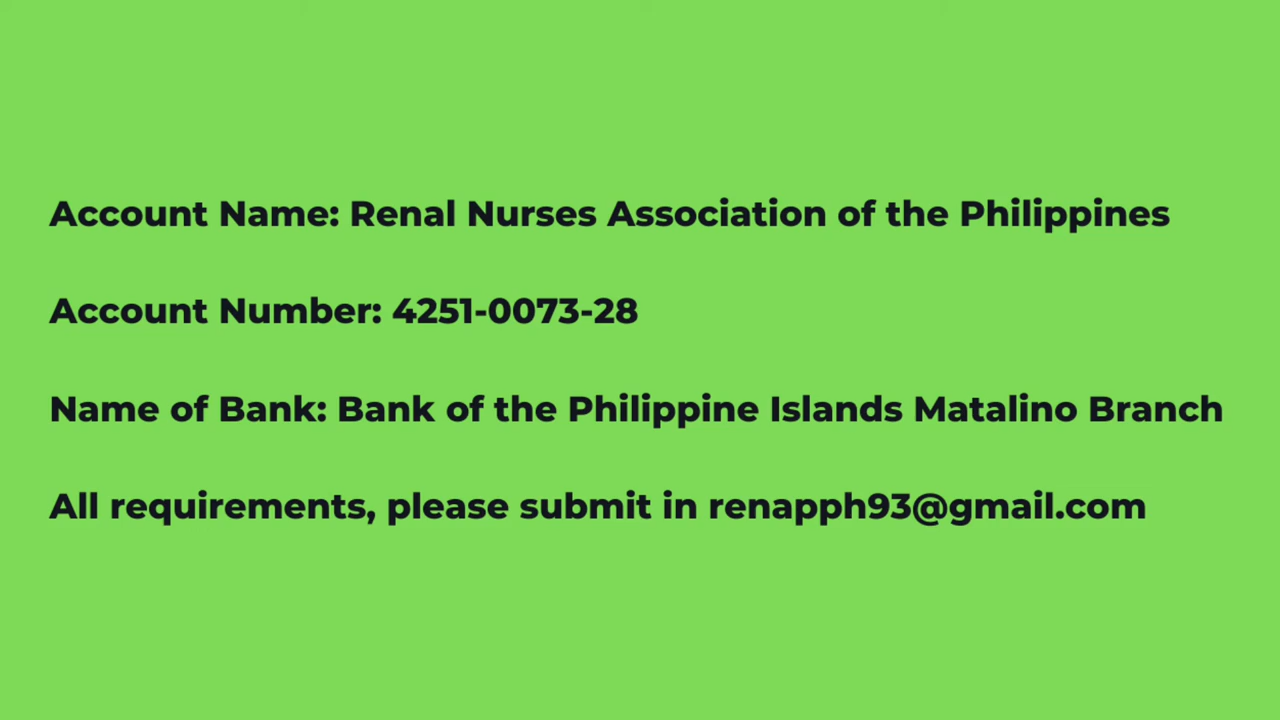 Account Name: Renal Nurses Association of the Philippines
Account Number: 4251-0073-28
Name of Bank: Bank of the Philippine Islands Matalino Branch
All requirements, please submit in renapph93@gmail.com